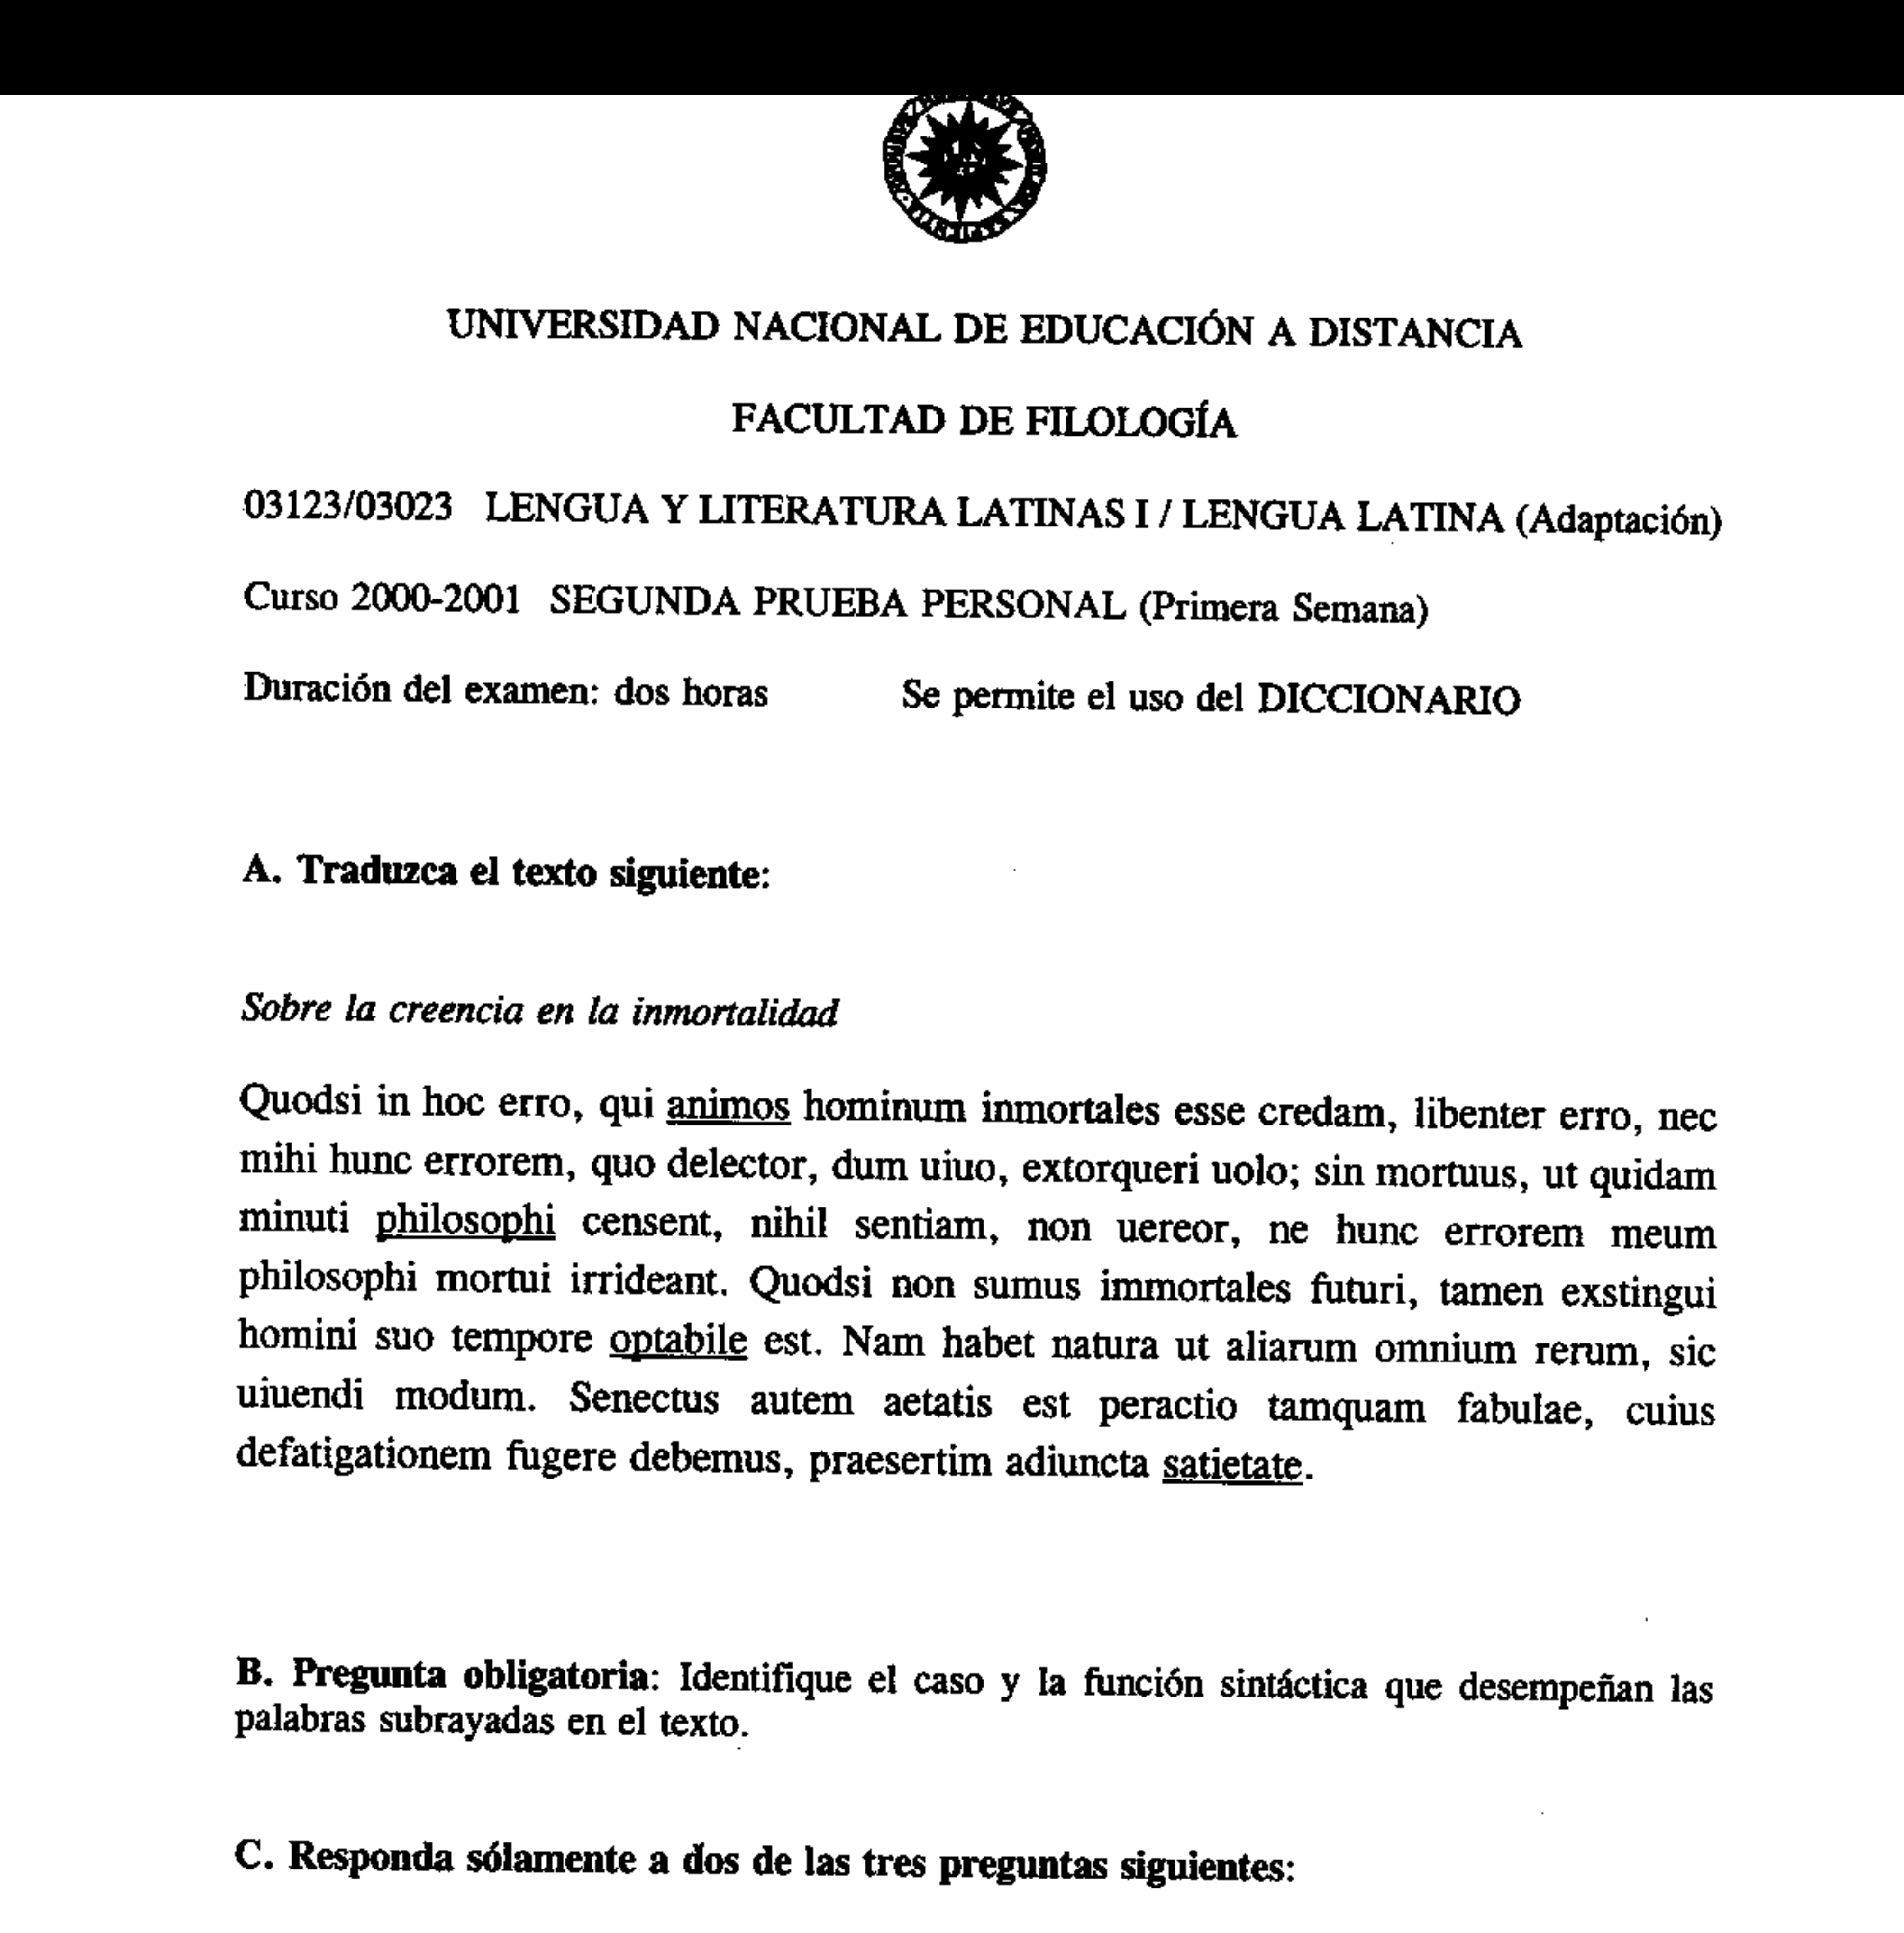 UNIVERSIDAD NACIONAL DE EDUCACIÓN A DISTANCIA
FACULTAD DE FILOLOGÍA
03123/03023 LENGUA Y LITERATURA LATINAS I / LENGUA LATINA (Adaptación)
Curso 2000-2001 SEGUNDA PRUEBA PERSONAL (Primera Semana)
Duración del examen: dos horas Se permite el uso del DICCIONARIO
A. Traduzca el texto siguiente:
Sobre la creencia en la inmortalidad
Quodsi in hoc erro, qui animos hominum inmortales esse credam, libenter erro, nec
mihi hunc errorem, quo delector, dum uiuo, extorqueri uolo; sin mortuus, ut quidam
minuti philosophi censent, nihil sentiam, non uereor, ne hunc errorem meum
philosophi mortui irrideant. Quodsi non sumus immortales futuri, tamen exstingui
homini suo tempore optabile est. Nam habet natura ut aliarum omnium rerum, sic
uiuendi modum. Senectus autem aetatis est peractio tamquam fabulae, cuius
defatigationem fugere debemus, praesertim adiuncta satietate.
B. Pregunta obligatoria: Identifique el caso y la función sintáctica que desempeñan las
palabras subrayadas en el texto.
C. Responda sólamente a dos de las tres preguntas siguientes: